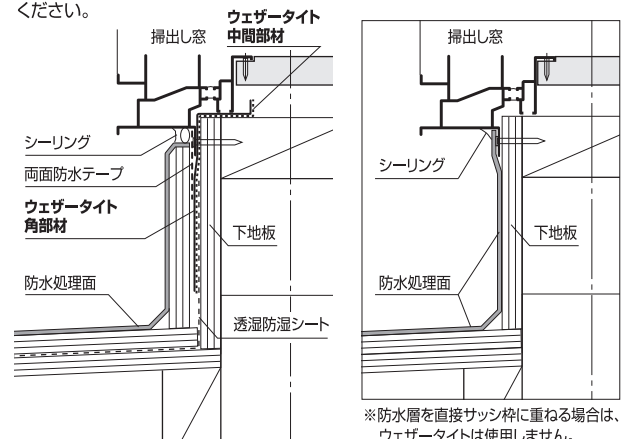 ください。
ウェザータイト
中間部材
掃出し窓
シーリング
両面防水テープ
ウェザータイト
角部材
下地板
防水処理面
透湿防湿シート
掃出し窓
シーリング
下地板
防水処理面
※防水層を直接サッシ枠に重ねる場合は、
ウェザータイトは使用しません。